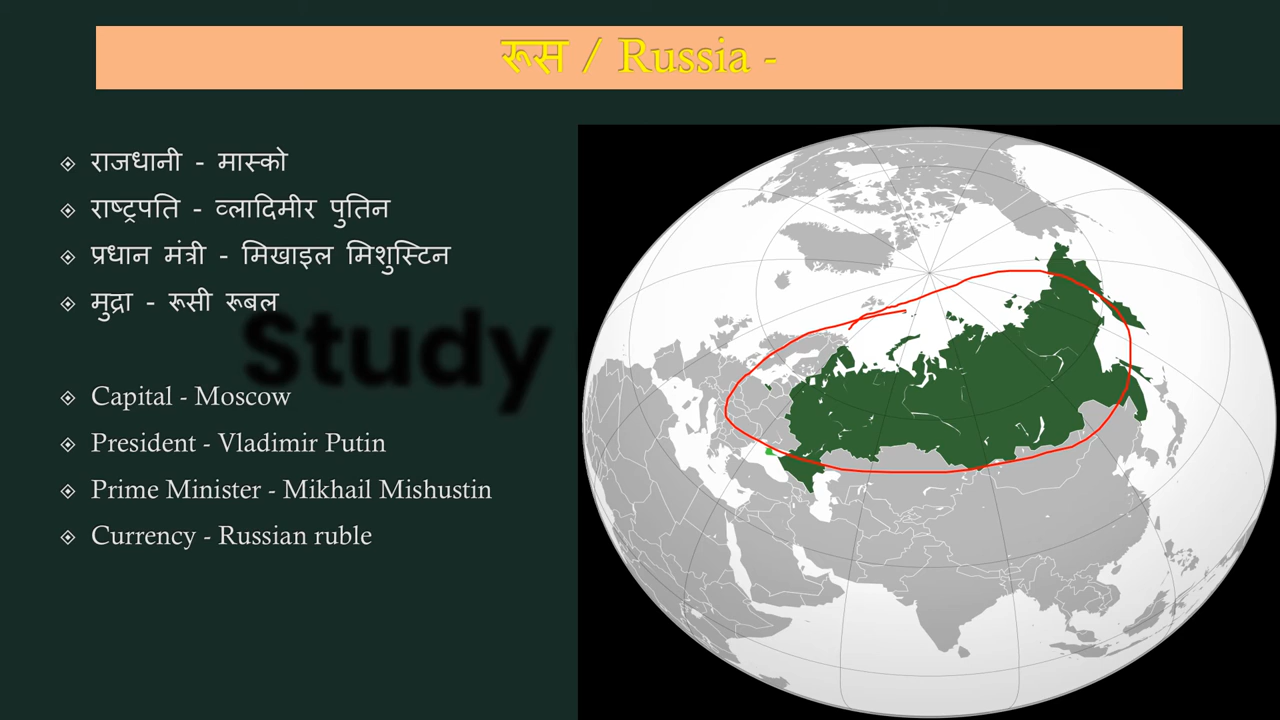 रूस / Russia -
राजधानी - मास्को
राष्ट्रपति - व्लादिमीर पुतिन
प्रधान मंत्री - मिखाइल मिशुस्टिन
मुद्रा - रूसी रूबल
Study
Capital - Moscow
President - Vladimir Putin
Prime Minister - Mikhail Mishustin
Currency - Russian ruble